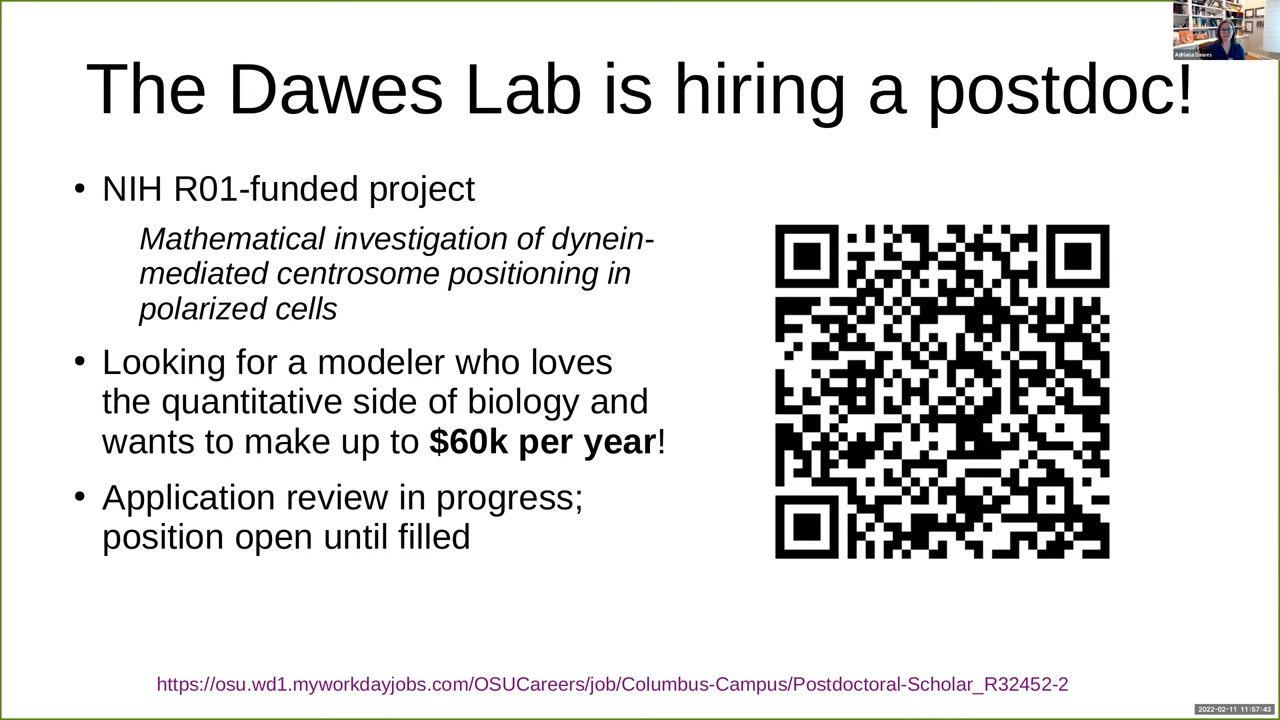 Adriana Dawes
The Dawes Lab is hiring a postdoc!
• NIH R01-funded project
Mathematical investigation of dynein-
mediated centrosome positioning in
polarized cells
• Looking for a modeler who loves
the quantitative side of biology and
wants to make up to $60k per year!
• Application review in progress;
position open until filled
https://osu.wd1.myworkdayjobs.com/OSUCareers/job/Columbus-Campus/Postdoctoral-Scholar_R32452-2
2022-02-11 11:57:43